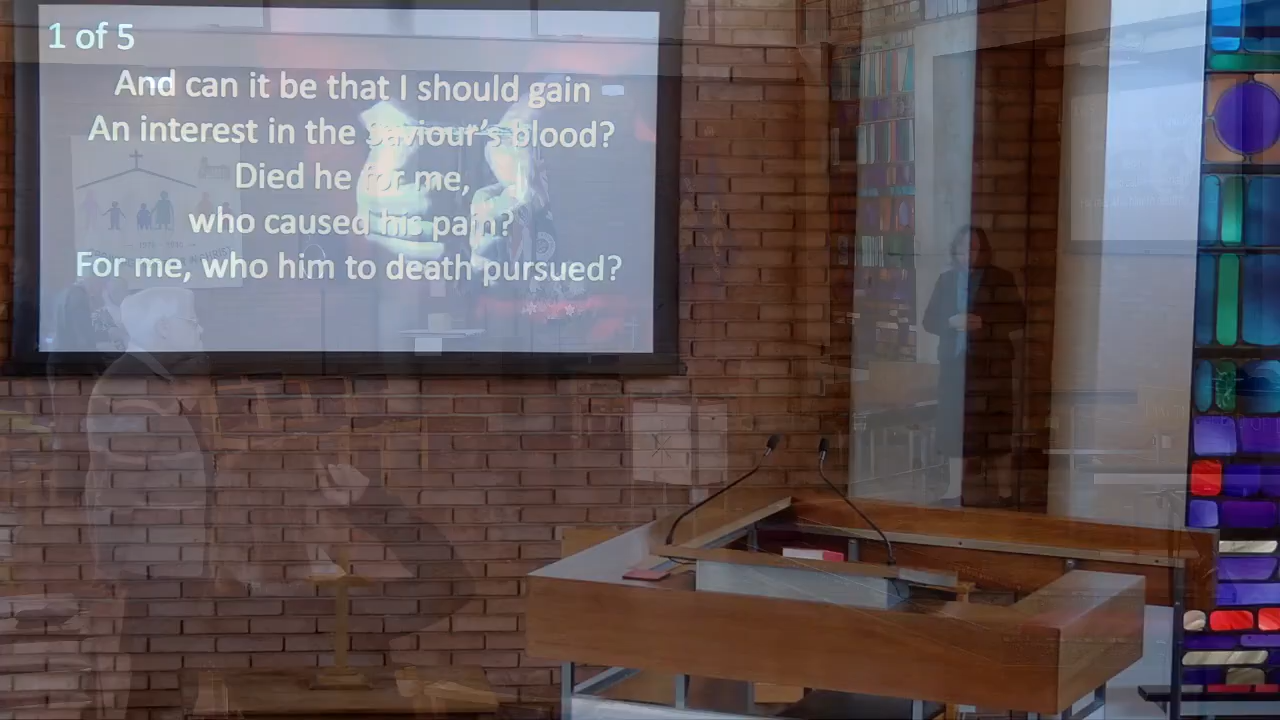 1 of 5
And can it be that I should gain
An interest in the Saviour's blood?
Died he for me,
who caused his pain?
For me, who him to death pursued?